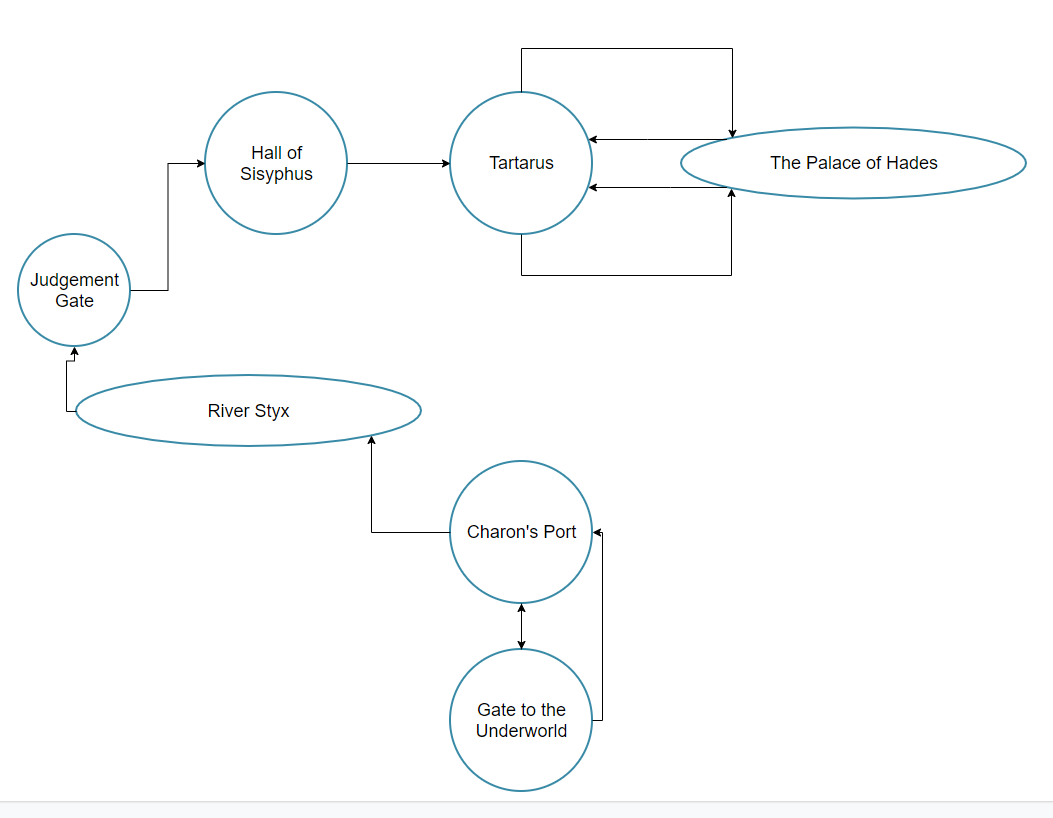 Hall of
Sisyphus
Tartarus
The Palace of Hades
Judgement
Gate
River Styx
Charon's Port
Gate to the
Underworld